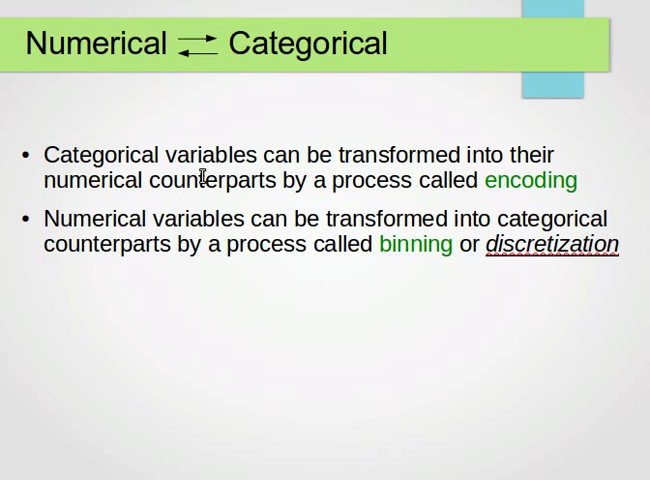 Numerical ⇄ Categorical
• Categorical variables can be transformed into their
numerical counterparts by a process called encoding
• Numerical variables can be transformed into categorical
counterparts by a process called binning or discretization